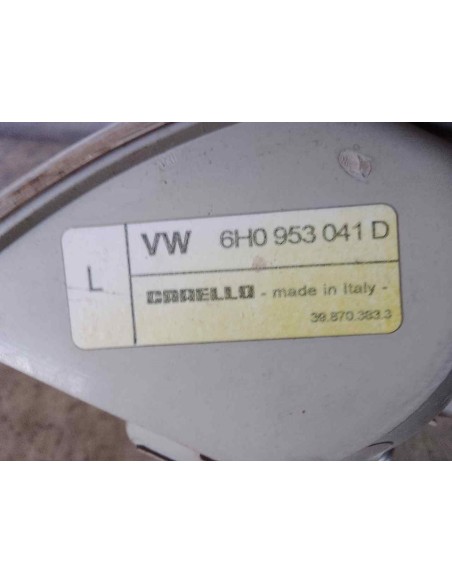 L
VW 6H0 953 041 D
CARELLO - made in Italy -
39.870.383.3